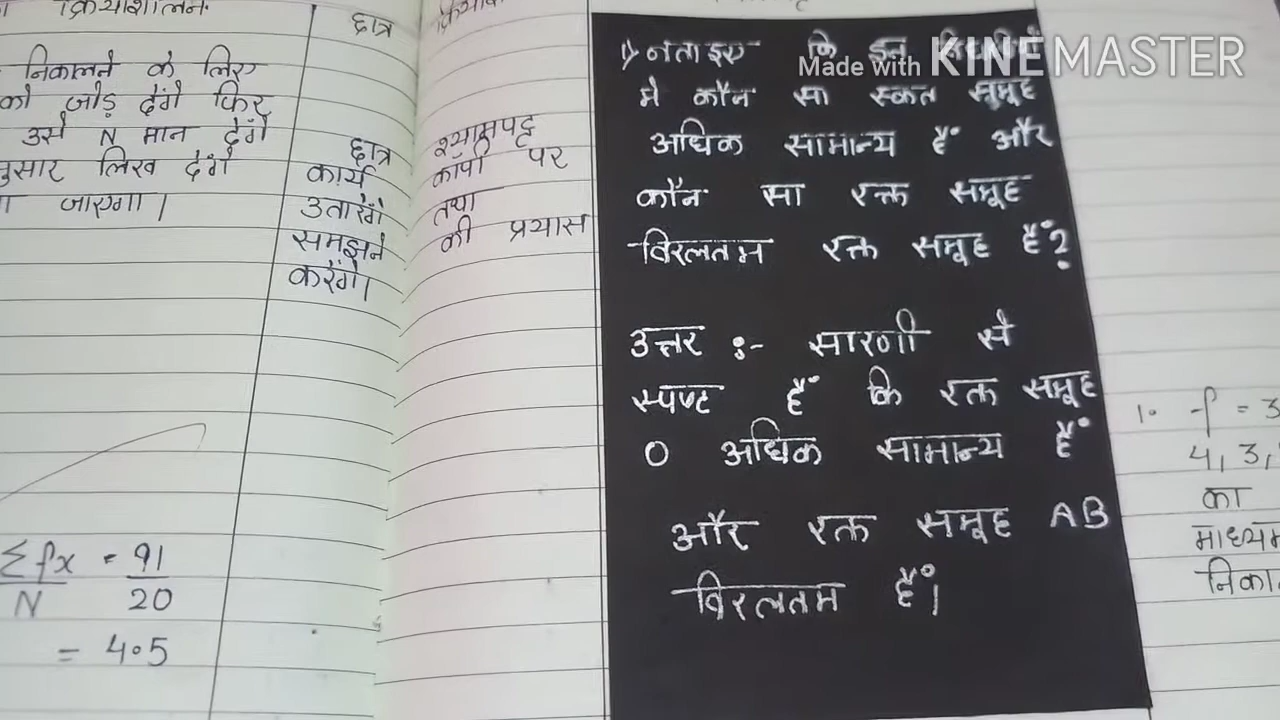 क्रियाशीलन
निकालने के लिए
को जोड़ देंगे फिर
उसे N मान देंगे
नुसार लिख देंगे
जाएगा।
Σfx = 91
N 20
= 4.5
छात्र
छात्र श्यामपट्ट
कार्य कॉपी पर
उतारेंगे तथा
समझने की प्रयास
करेंगे।
Made with KINEMASTER
बताइए कि इन
मे कौन सा रक्त समूह
अधिक सामान्य हैं और
कौन सा रक्त समूह
विरलतम रक्त समूह हैं?
उत्तर :- सारणी से
स्पष्ट हैं कि रक्त समूह
O अधिक सामान्य हैं
और रक्त समूह AB
विरलतम हैं।
1. f = 3
4, 3,
का
माध्यम